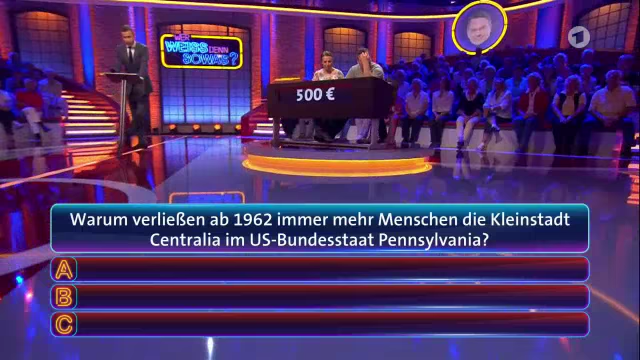 WER
WEISS DENN
SOWAS?
500 €
Warum verließen ab 1962 immer mehr Menschen die Kleinstadt
Centralia im US-Bundesstaat Pennsylvania?
A
B
C